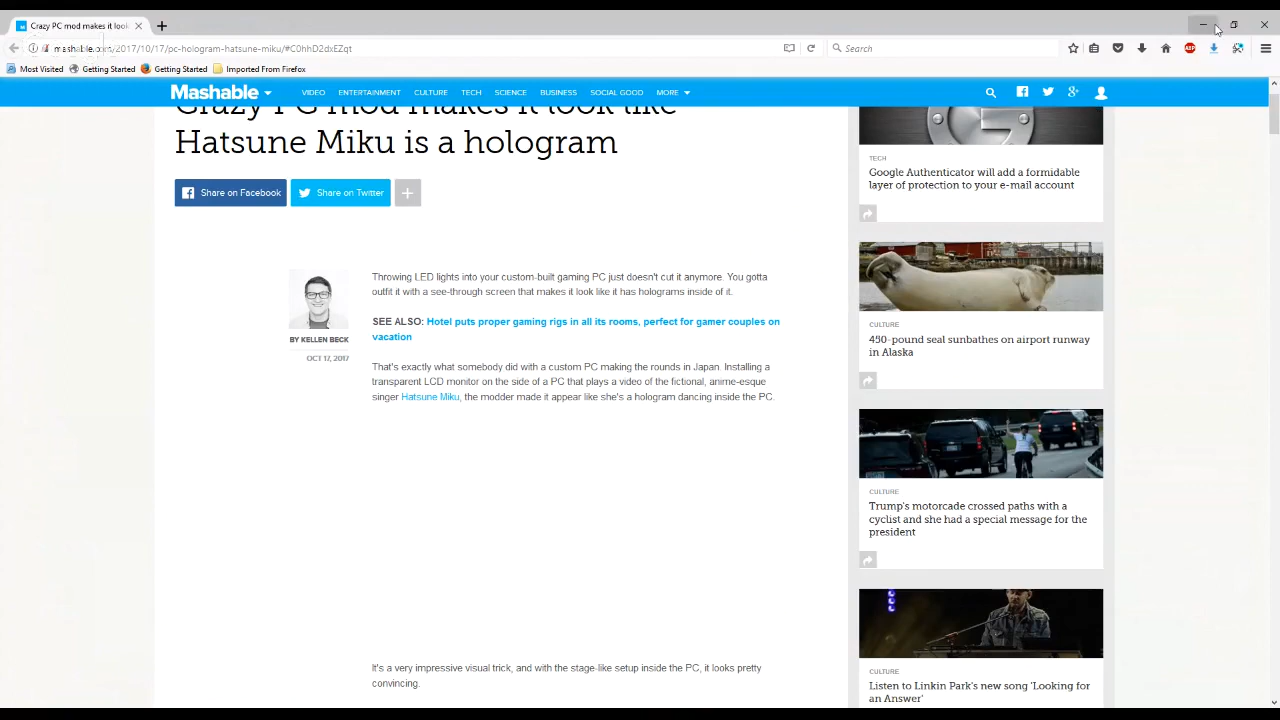 Crazy PC mod makes it look
mashable.com/2017/10/17/pc-hologram-hatsune-miku/#C0hhD2dxEZqt
Search
ABP
Most Visited
Getting Started
Getting Started
Imported From Firefox
Mashable
VIDEO
ENTERTAINMENT
CULTURE
TECH
SCIENCE
BUSINESS
SOCIAL GOOD
MORE
Crazy PC mod makes it look like
Hatsune Miku is a hologram
Share on Facebook
Share on Twitter
BY KELLEN BECK
OCT 17, 2017
Throwing LED lights into your custom-built gaming PC just doesn't cut it anymore. You gotta
outfit it with a see-through screen that makes it look like it has holograms inside of it.
SEE ALSO: Hotel puts proper gaming rigs in all its rooms, perfect for gamer couples on
vacation
That's exactly what somebody did with a custom PC making the rounds in Japan. Installing a
transparent LCD monitor on the side of a PC that plays a video of the fictional, anime-esque
singer Hatsune Miku, the modder made it appear like she's a hologram dancing inside the PC.
It's a very impressive visual trick, and with the stage-like setup inside the PC, it looks pretty
convincing.
TECH
Google Authenticator will add a formidable
layer of protection to your e-mail account
CULTURE
450-pound seal sunbathes on airport runway
in Alaska
CULTURE
Trump's motorcade crossed paths with a
cyclist and she had a special message for the
president
CULTURE
Listen to Linkin Park's new song 'Looking for
an Answer'